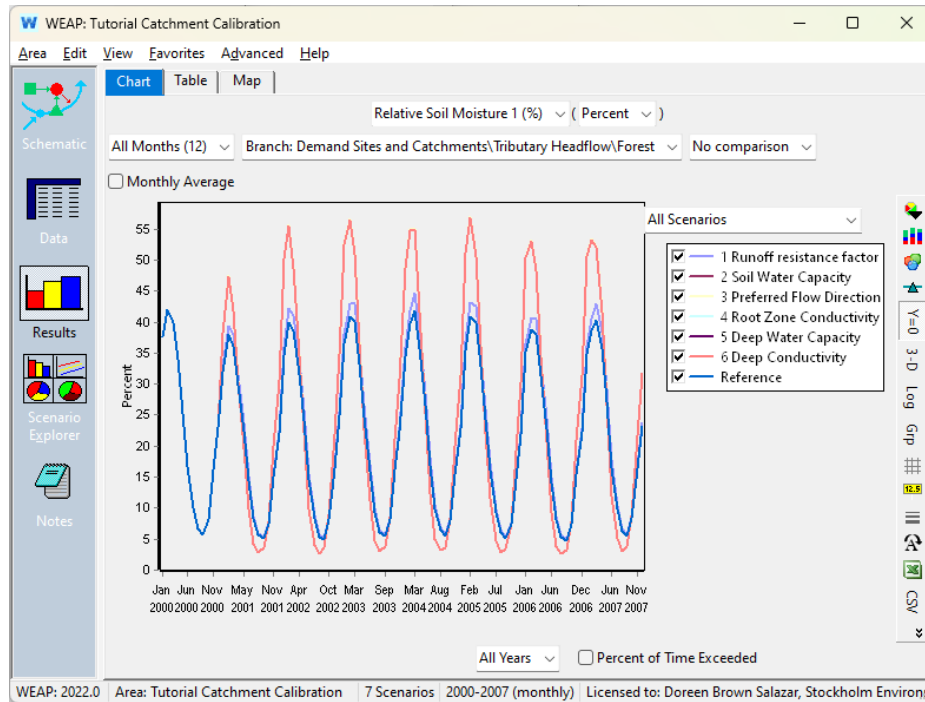 WEAP: Tutorial Catchment Calibration
Area Edit View Favorites Advanced Help
Chart Table Map
Relative Soil Moisture 1 (%) ( Percent )
All Months (12) Branch: Demand Sites and Catchments\Tributary Headflow\Forest No comparison
Monthly Average
Schematic
Data
Results
Scenario
Explorer
Notes
All Scenarios
1 Runoff resistance factor
2 Soil Water Capacity
3 Preferred Flow Direction
4 Root Zone Conductivity
5 Deep Water Capacity
6 Deep Conductivity
Reference
Percent
55
50
45
40
35
30
25
20
15
10
5
0
Jan Jun Nov May Nov Apr Oct Mar Sep Mar Aug Feb Jul Jan Jun Dec Jun Nov
2000 2000 2000 2001 2001 2002 2002 2003 2003 2004 2004 2005 2005 2006 2006 2006 2007 2007
Y=0
3-D
Log
Grp
12.5
A
CSV
All Years Percent of Time Exceeded
WEAP: 2022.0 Area: Tutorial Catchment Calibration 7 Scenarios 2000-2007 (monthly) Licensed to: Doreen Brown Salazar, Stockholm Environ